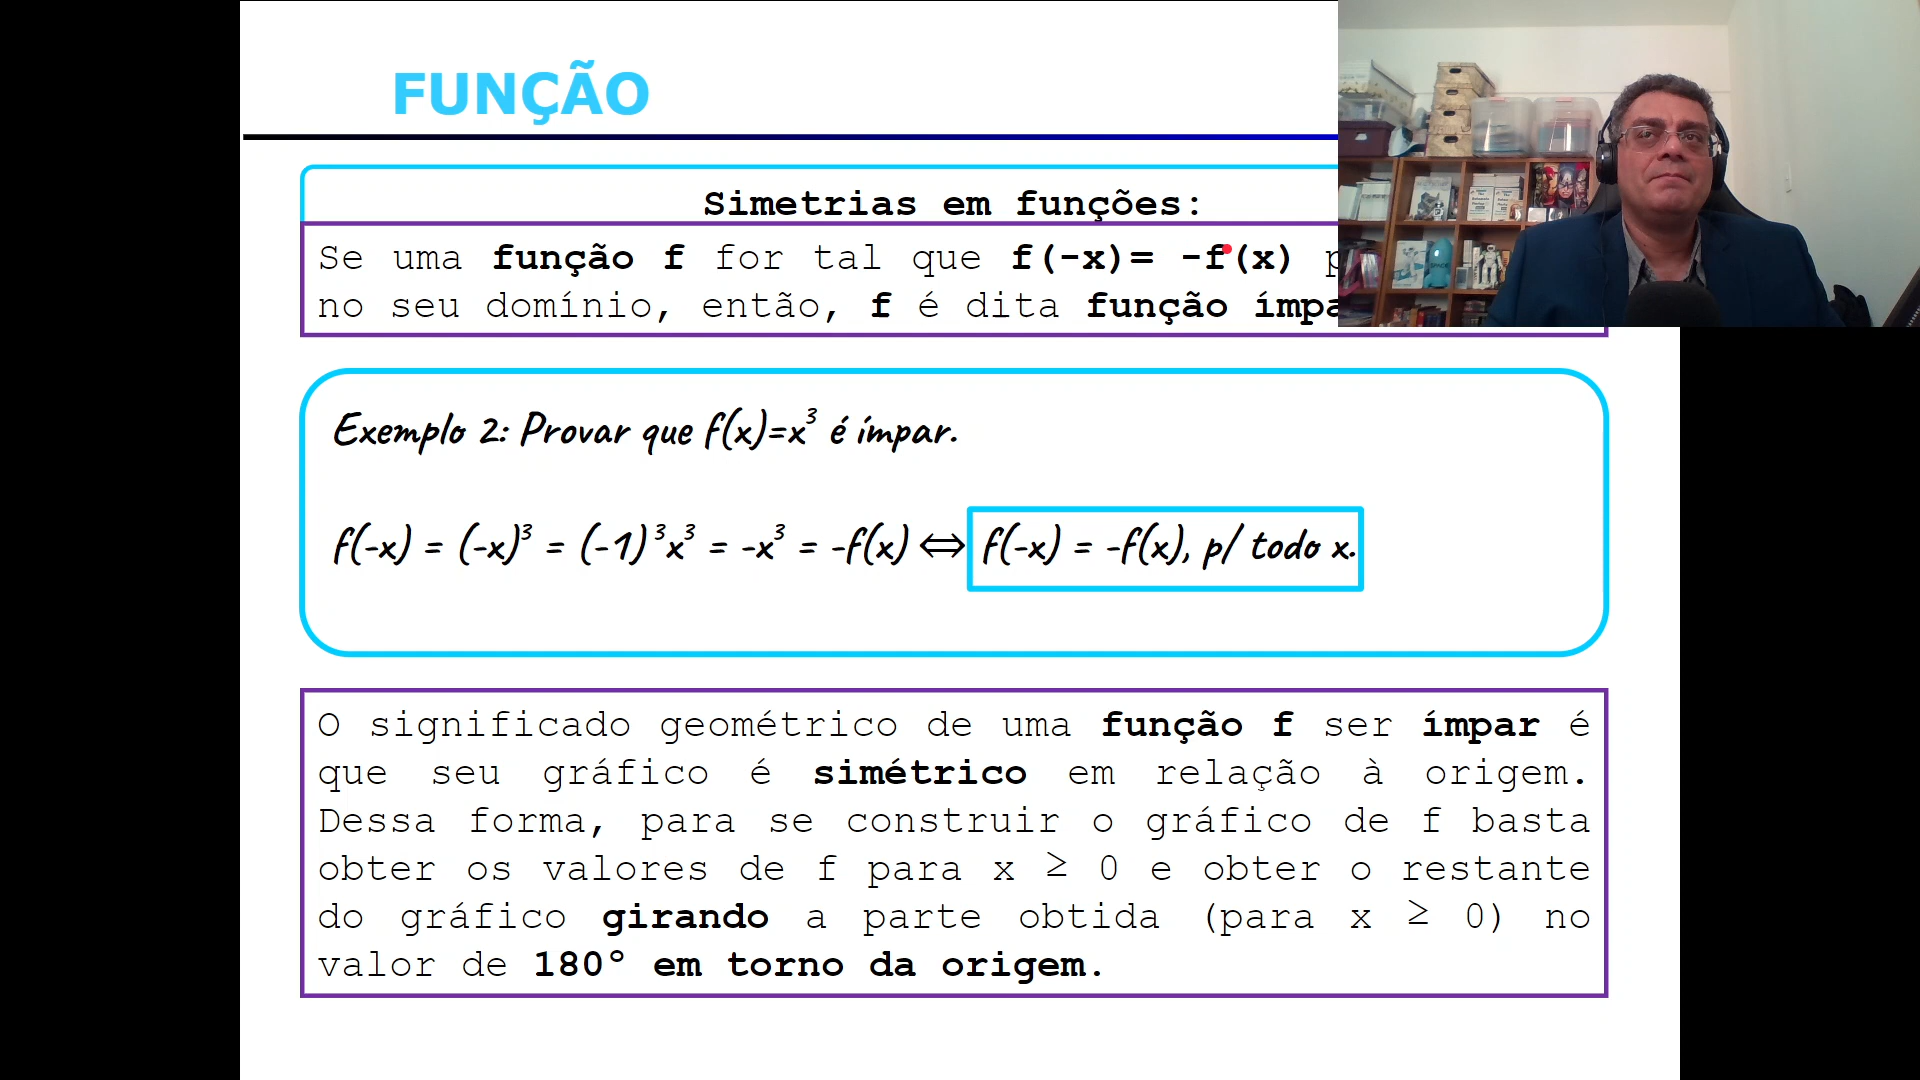 FUNÇÃO
Simetrias em funções:
Se uma função f for tal que f(-x)= -f(x)
no seu domínio, então, f é dita função
Exemplo 2: Provar que f(x)=x³ é ímpar.
f(-x) = (-x)³ = (-1)³x³ = -x³ = -f(x) ⇔ f(-x) = -f(x), p/ todo x.
O significado geométrico de uma função f ser ímpar é
que seu gráfico é simétrico em relação à origem.
Dessa forma, para se construir o gráfico de f basta
obter os valores de f para x ≥ 0 e obter o restante
do gráfico girando a parte obtida (para x ≥ 0) no
valor de 180º em torno da origem.